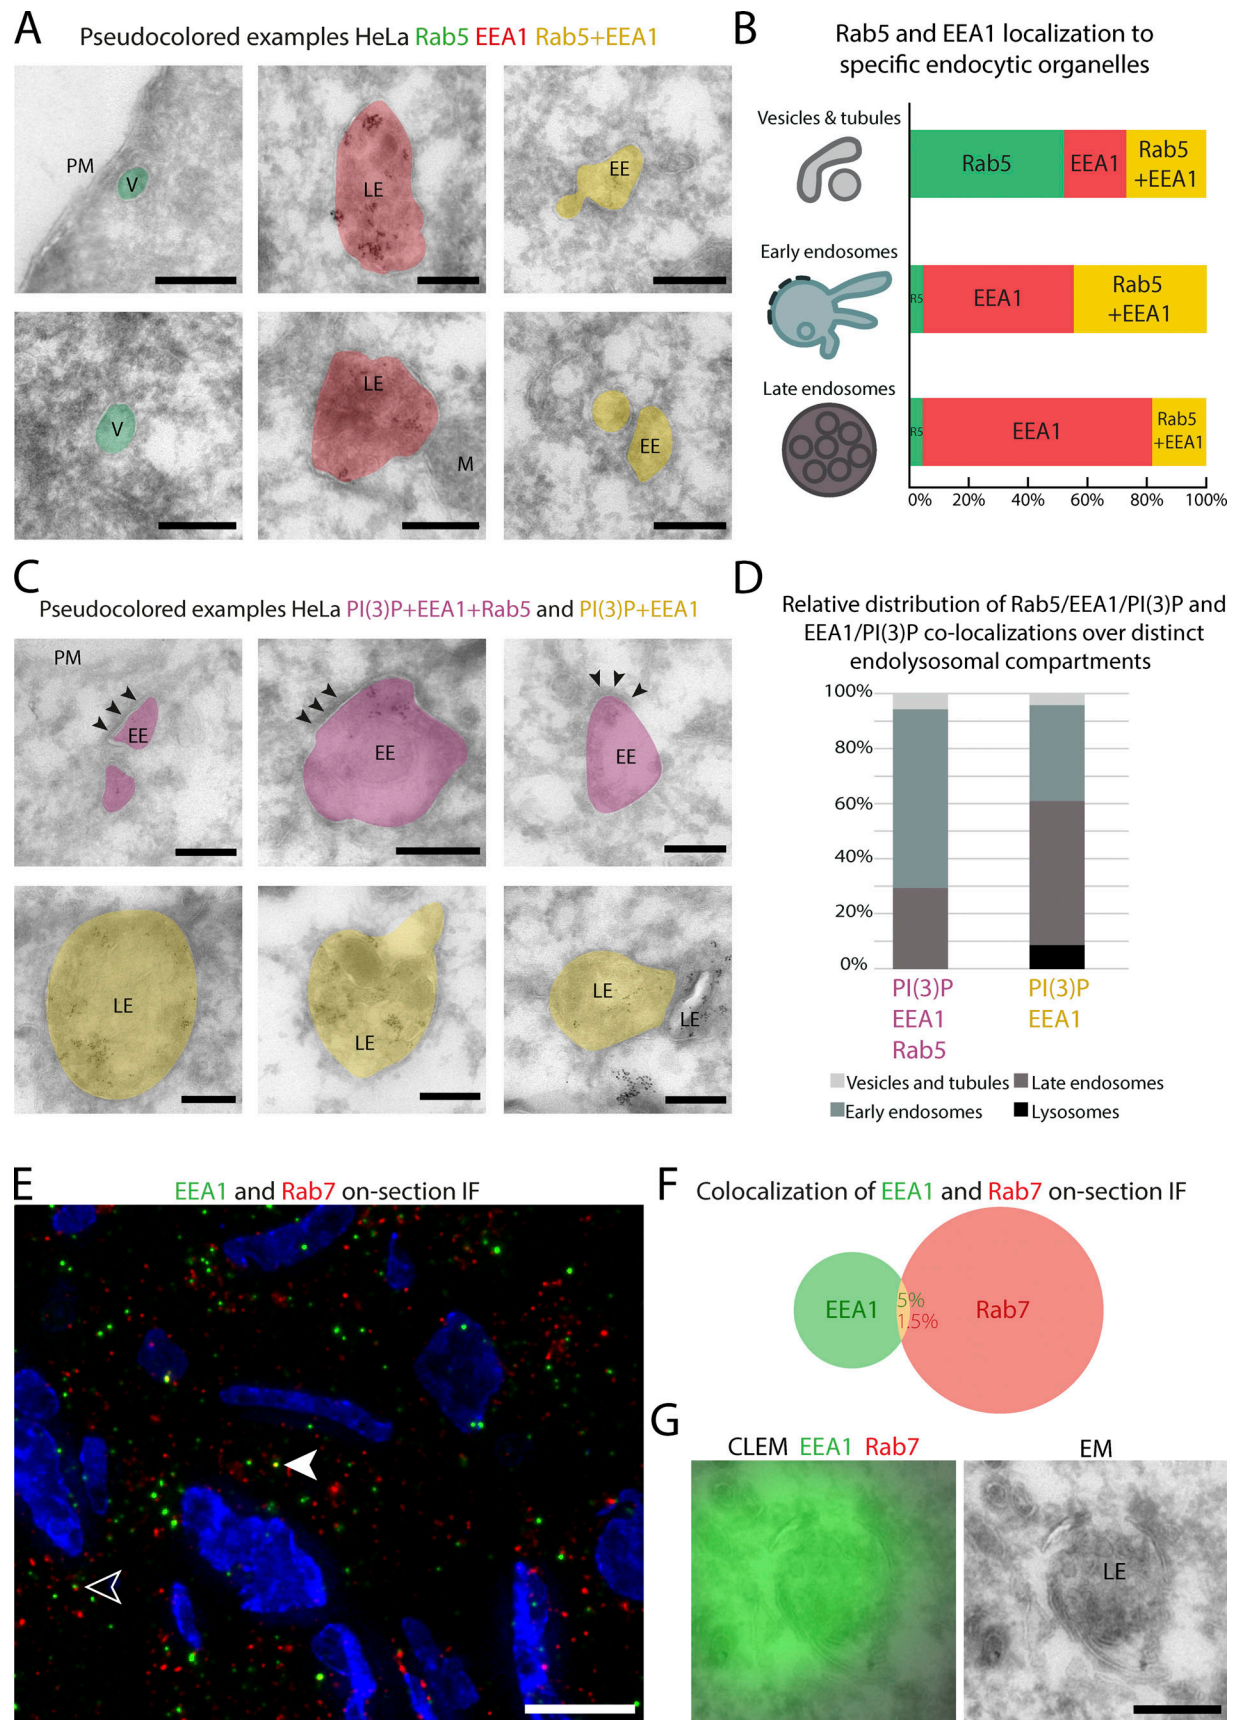 A
Pseudocolored examples HeLa Rab5 EEA1 Rab5+EEA1
PM
V
LE
EE
V
LE
M
EE
B
Rab5 and EEA1 localization to
specific endocytic organelles
Vesicles & tubules
Rab5
EEA1
Rab5
+EEA1
Early endosomes
R5
EEA1
Rab5
+EEA1
Late endosomes
R5
EEA1
Rab5
+EEA1
0% 20% 40% 60% 80% 100%
C
Pseudocolored examples HeLa PI(3)P+EEA1+Rab5 and PI(3)P+EEA1
PM
EE
EE
EE
LE
LE
LE
LE
D
Relative distribution of Rab5/EEA1/PI(3)P and
EEA1/PI(3)P co-localizations over distinct
endolysosomal compartments
100%
80%
60%
40%
20%
0%
PI(3)P
EEA1
Rab5
PI(3)P
EEA1
Vesicles and tubules
Late endosomes
Early endosomes
Lysosomes
E
EEA1 and Rab7 on-section IF
F
Colocalization of EEA1 and Rab7 on-section IF
EEA1
5%
1.5%
Rab7
G
CLEM EEA1 Rab7
EM
LE